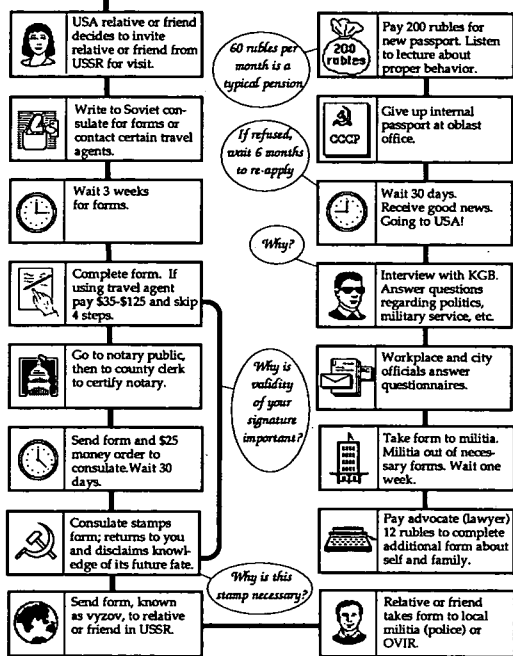 USA relative or friend
decides to invite
relative or friend from
USSR for visit.
Write to Soviet con-
sulate for forms or
contact certain travel
agents.
Wait 3 weeks
for forms.
Complete form. If
using travel agent
pay $35-$125 and skip
4 steps.
Go to notary public,
then to county clerk
to certify notary.
Send form and $25
money order to
consulate. Wait 30
days.
Consulate stamps
form; returns to you
and disclaims knowl-
edge of its future fate.
Send form, known
as vyzov, to relative
or friend in USSR.
60 rubles per
month is a
typical pension
If refused,
wait 6 months
to re-apply
Why?
Why is
validity
of your
signature
important?
Why is this
stamp necessary?
200
rubles
Pay 200 rubles for
new passport. Listen
to lecture about
proper behavior.
СССР
Give up internal
passport at oblast
office.
Wait 30 days.
Receive good news.
Going to USA!
Interview with KGB.
Answer questions
regarding politics,
military service, etc.
Workplace and city
officials answer
questionnaires.
Take form to militia.
Militia out of neces-
sary forms. Wait one
week.
Pay advocate (lawyer)
12 rubles to complete
additional form about
self and family.
Relative or friend
takes form to local
militia (police) or
OVIR.